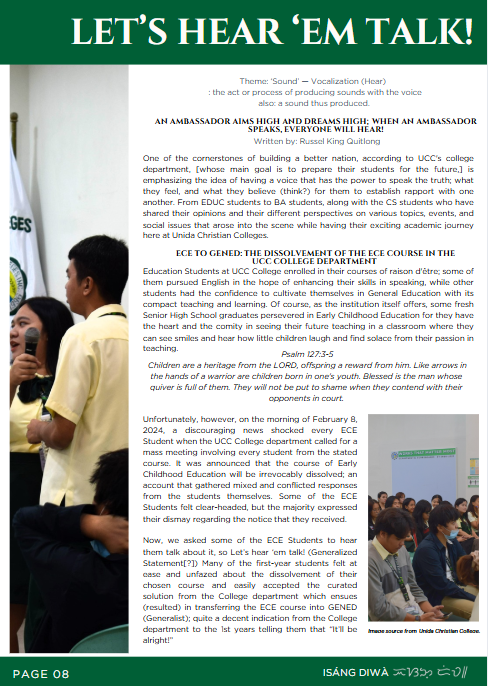 LET'S HEAR 'EM TALK!
Theme: 'Sound' — Vocalization (Hear)
: the act or process of producing sounds with the voice
also: a sound thus produced.
AN AMBASSADOR AIMS HIGH AND DREAMS HIGH; WHEN AN AMBASSADOR
SPEAKS, EVERYONE WILL HEAR!
Written by: Russel King Quitlong
One of the cornerstones of building a better nation, according to UCC's college
department, [whose main goal is to prepare their students for the future,] is
emphasizing the idea of having a voice that has the power to speak the truth; what
they feel, and what they believe (think?) for them to establish rapport with one
another. From EDUC students to BA students, along with the CS students who have
shared their opinions and their different perspectives on various topics, events, and
social issues that arose into the scene while having their exciting academic journey
here at Unida Christian Colleges.
ECE TO GENED: THE DISSOLVEMENT OF THE ECE COURSE IN THE
UCC COLLEGE DEPARTMENT
Education Students at UCC College enrolled in their courses of raison d'être; some of
them pursued English in the hope of enhancing their skills in speaking, while other
students had the confidence to cultivate themselves in General Education with its
compact teaching and learning. Of course, as the institution itself offers, some fresh
Senior High School graduates persevered in Early Childhood Education for they have
the heart and the comity in seeing their future teaching in a classroom where they
can see smiles and hear how little children laugh and find solace from their passion in
teaching.
Psalm 127:3-5
Children are a heritage from the LORD, offspring a reward from him. Like arrows in
the hands of a warrior are children born in one's youth. Blessed is the man whose
quiver is full of them. They will not be put to shame when they contend with their
opponents in court.
Unfortunately, however, on the morning of February 8,
2024, a discouraging news shocked every ECE
Student when the UCC College department called for a
mass meeting involving every student from the stated
course. It was announced that the course of Early
Childhood Education will be irrevocably dissolved; an
account that gathered mixed and conflicted responses
from the students themselves. Some of the ECE
Students felt clear-headed, but the majority expressed
their dismay regarding the notice that they received.
Now, we asked some of the ECE Students to hear
them talk about it, so Let's hear 'em talk! (Generalized
Statement[?]) Many of the first-year students felt at
ease and unfazed about the dissolvement of their
chosen course and easily accepted the curated
solution from the College department which ensues
(resulted) in transferring the ECE course into GENED
(Generalist); quite a decent indication from the College
department to the 1st years telling them that "It'll be
alright!"
Image source from Unida Christian College.
PAGE 08
ISÁNG DIWÀ